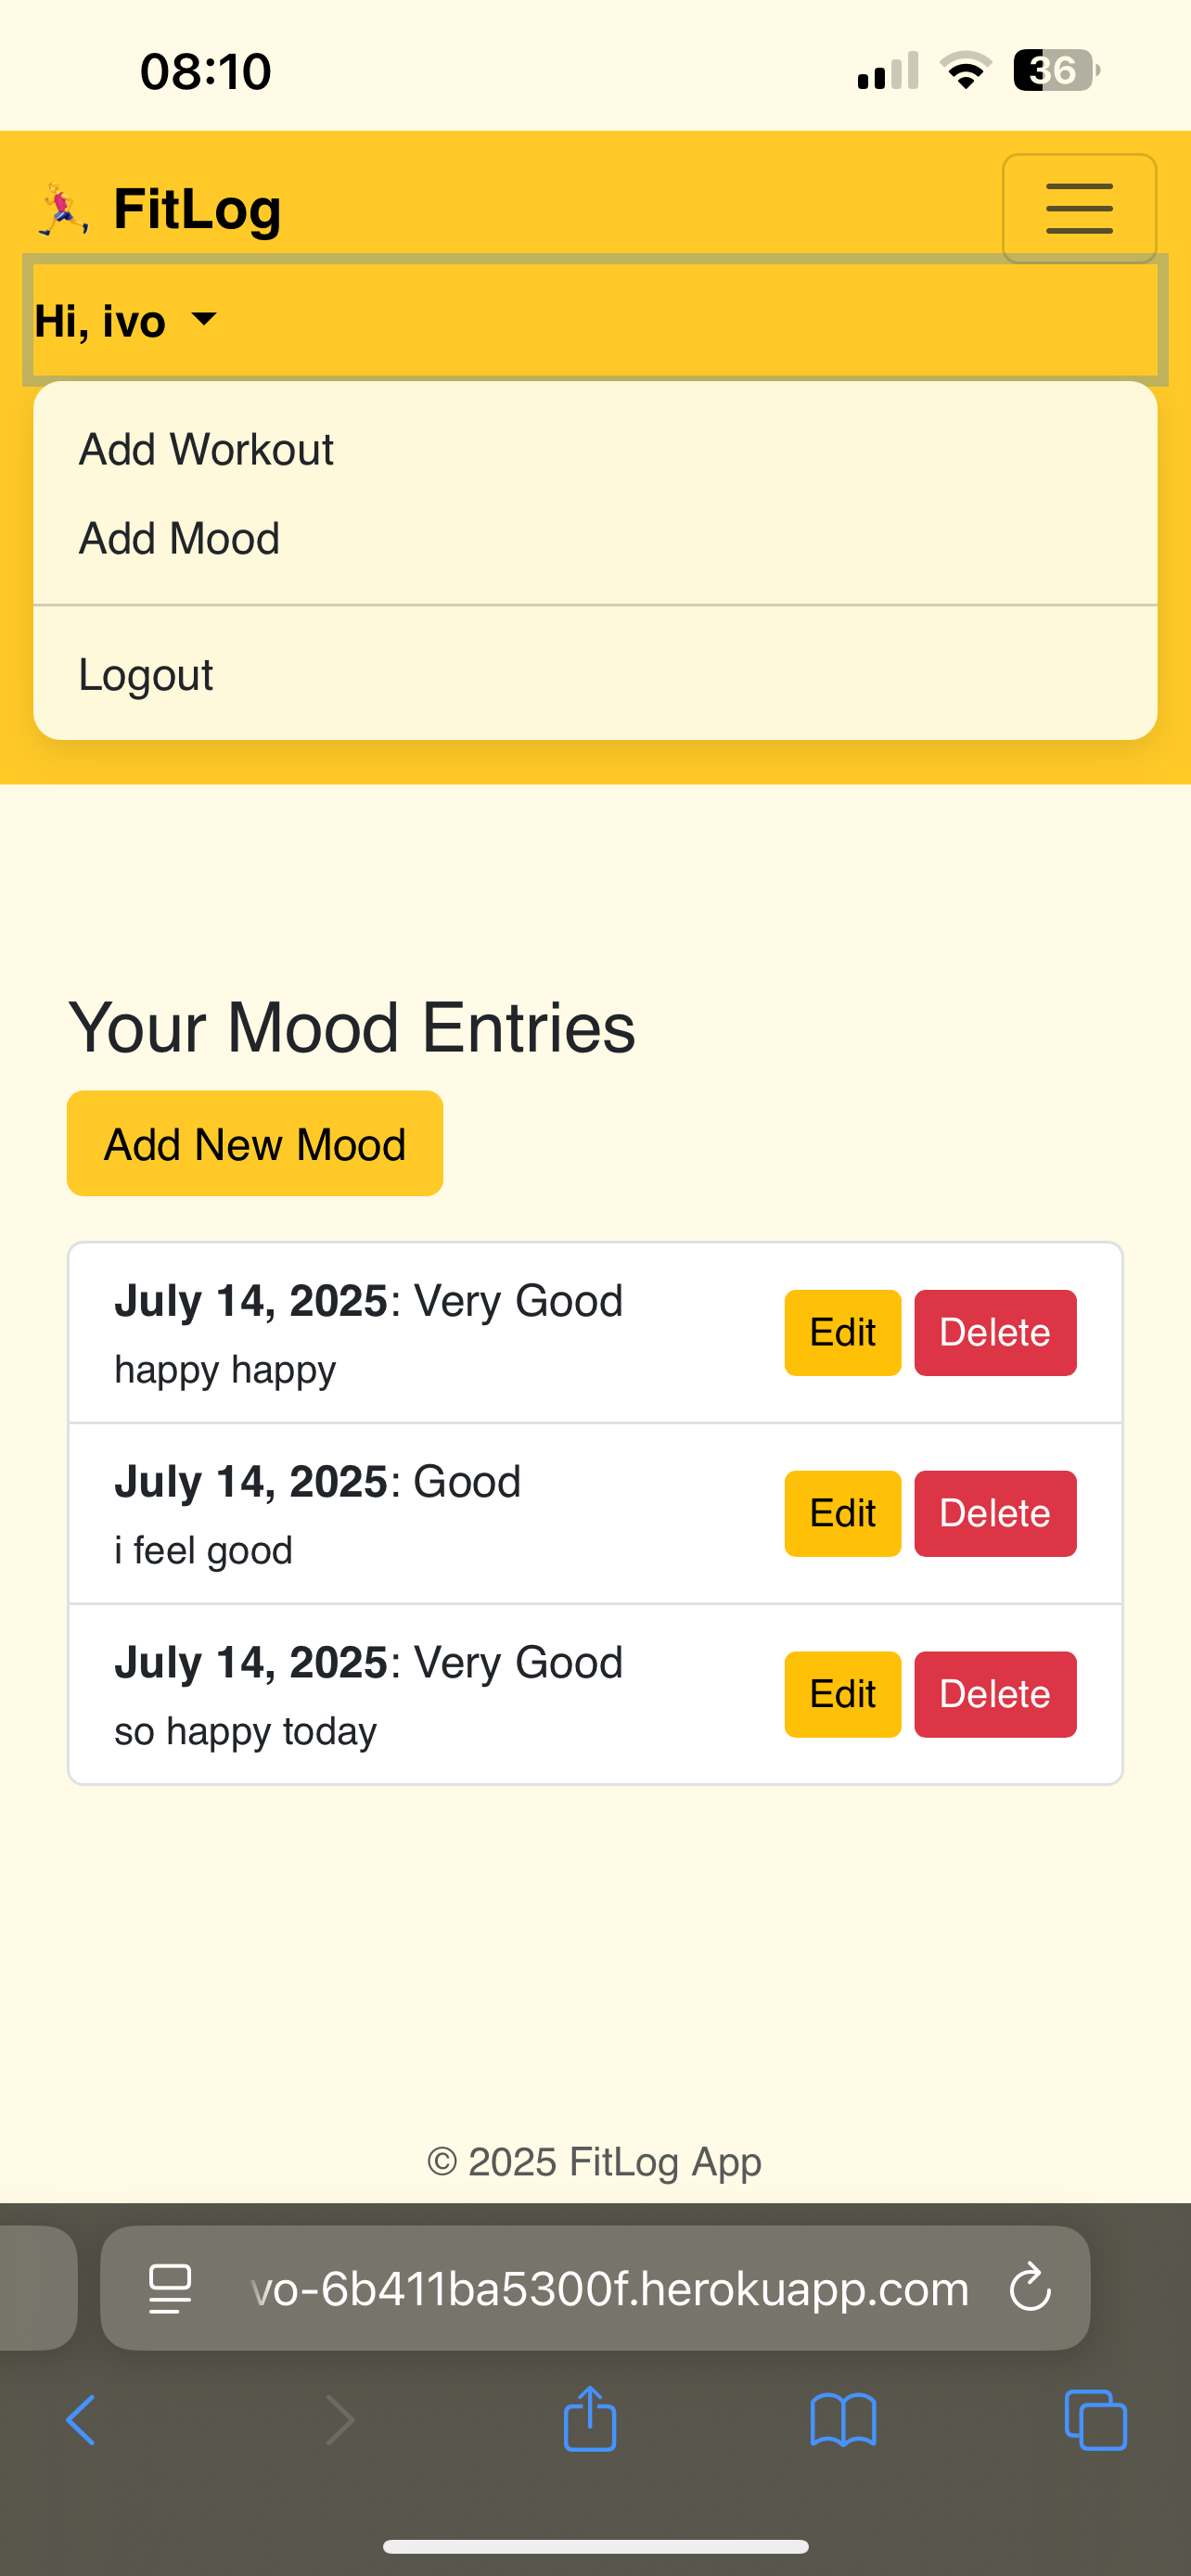 08:10
36
FitLog
Hi, ivo
Add Workout
Add Mood
Logout
Your Mood Entries
Add New Mood
July 14, 2025: Very Good
happy happy
Edit
Delete
July 14, 2025: Good
i feel good
Edit
Delete
July 14, 2025: Very Good
so happy today
Edit
Delete
© 2025 FitLog App
vo-6b411ba5300f.herokuapp.com